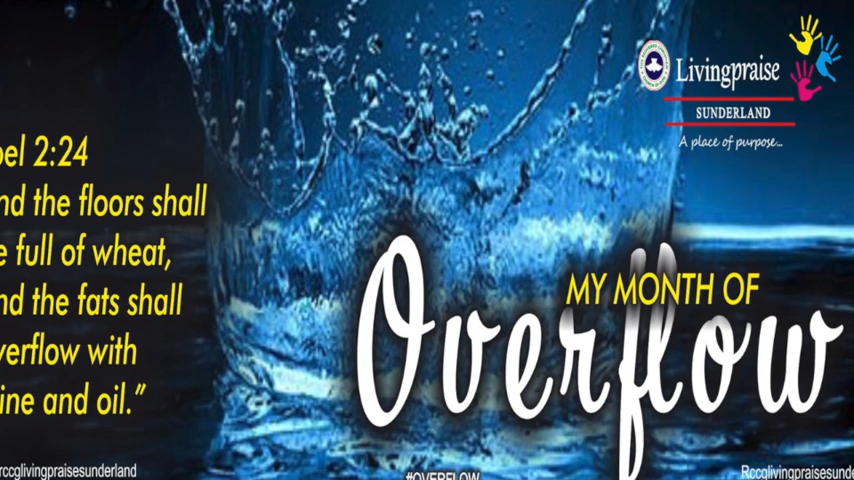 Livingpraise
SUNDERLAND
A place of purpose...
oel 2:24
nd the floors shall
e full of wheat,
nd the fats shall
verflow with
ine and oil.”
MY MONTH OF
Overflow
rccglivingpraisesunderland
#OVERFLOW
Rccglivingpraisesunde